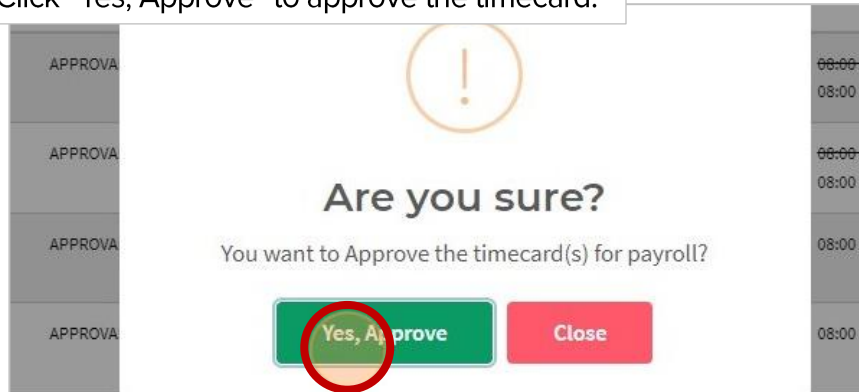 Click "Yes, Approve" to approve the timecard.
APPROVA 08:00
08:00
APPROVA 08:00
08:00
Are you sure?
APPROVA You want to Approve the timecard(s) for payroll? 08:00
APPROVA Yes, Approve Close 08:00